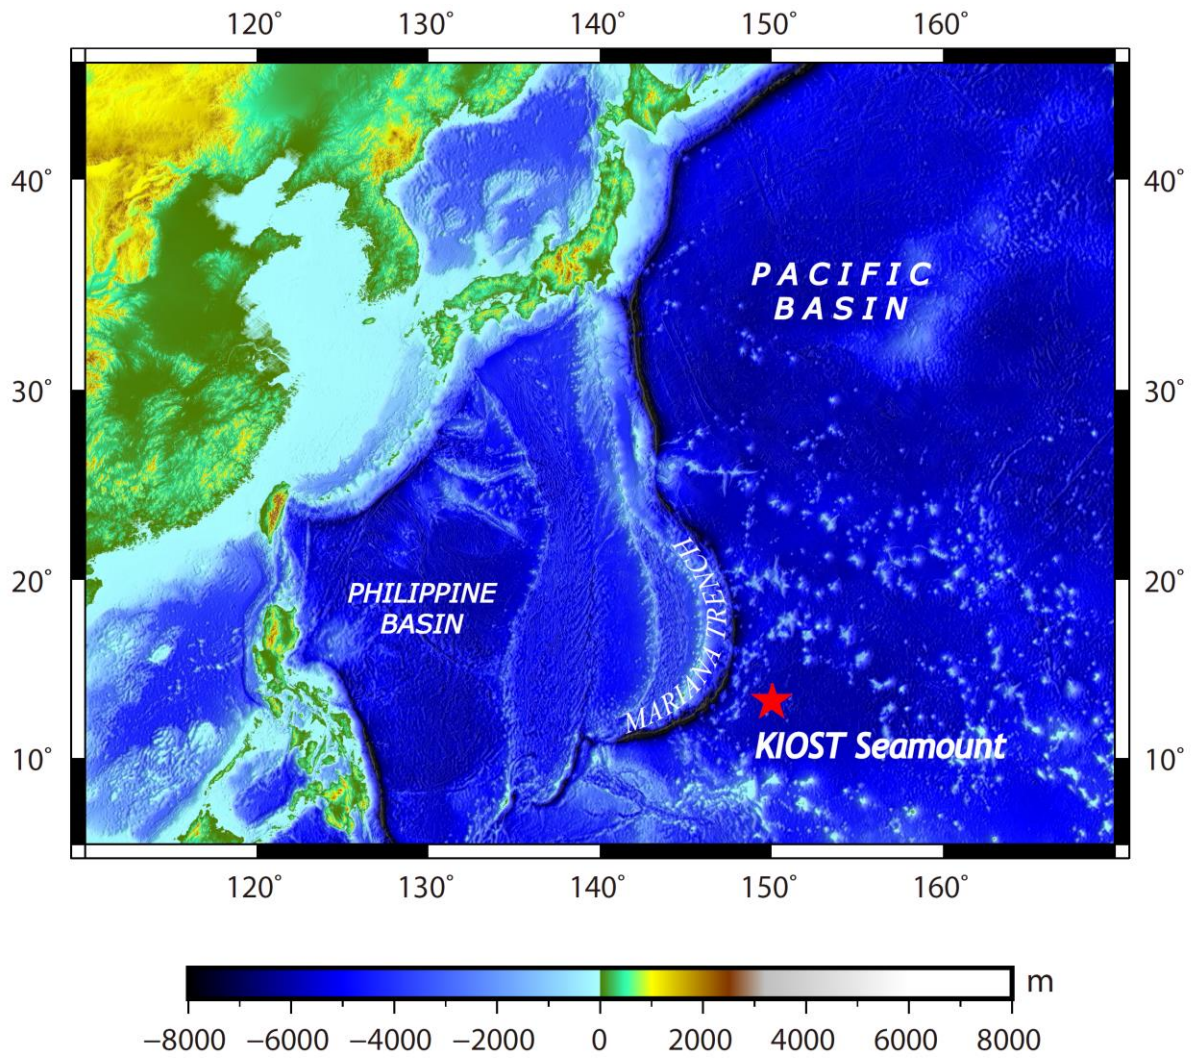 120° 130° 140° 150° 160°
40° 40°
PACIFIC
BASIN
30° 30°
20° 20°
PHILIPPINE
BASIN
MARIANA TRENCH
KIOST Seamount
10° 10°
120° 130° 140° 150° 160°
m
−8000 −6000 −4000 −2000 0 2000 4000 6000 8000